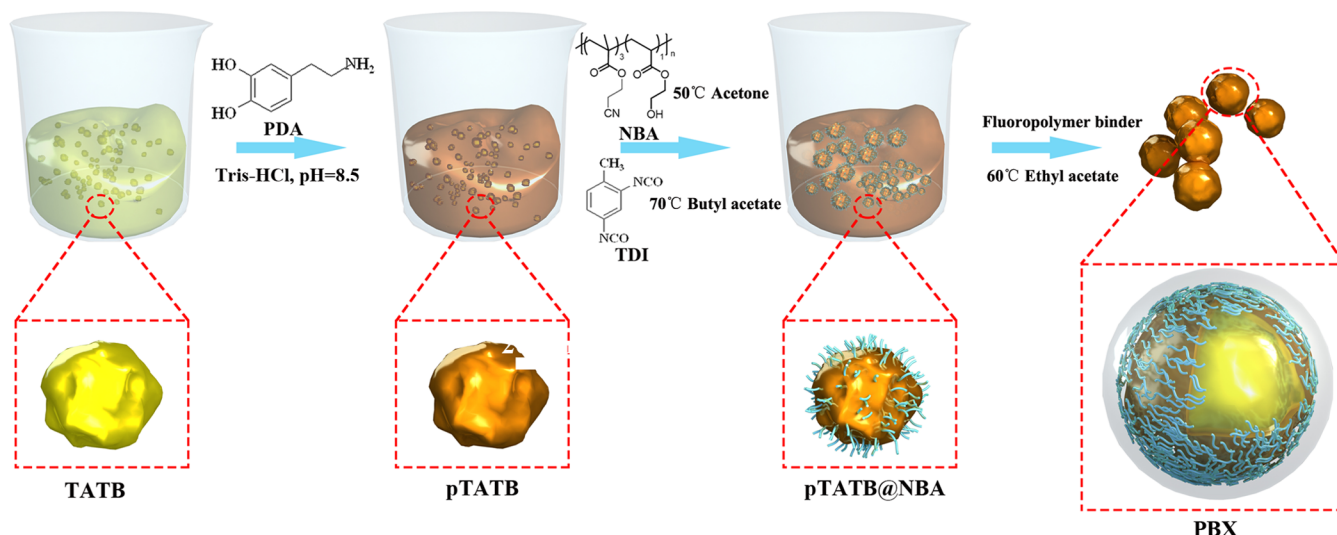 HO
NH₂
HO
PDA
Tris-HCl, pH=8.5
3
1
n
O
O
O
O
CN
OH
50℃ Acetone
NBA
CH₃
NCO
70℃ Butyl acetate
NCO
TDI
Fluoropolymer binder
60℃ Ethyl acetate
TATB
pTATB
pTATB@NBA
PBX